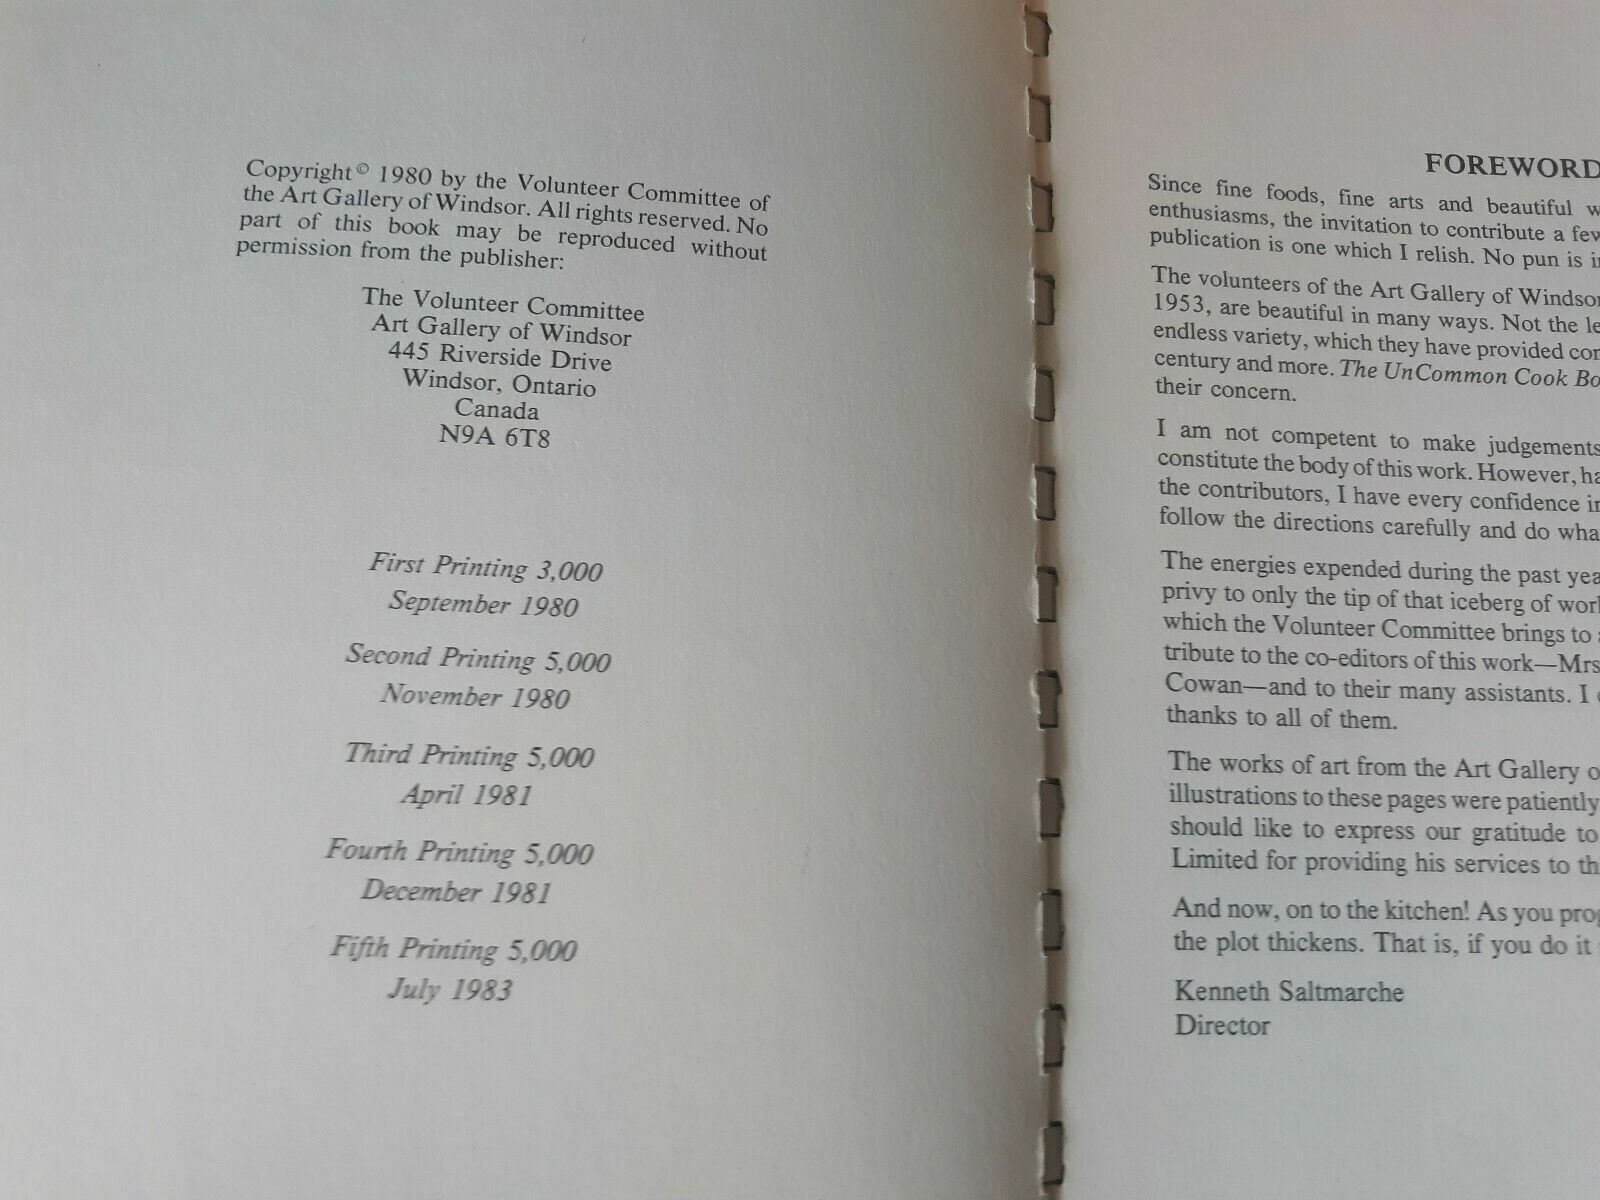 Copyright © 1980 by the Volunteer Committee of
the Art Gallery of Windsor. All rights reserved. No
part of this book may be reproduced without
permission from the publisher:
The Volunteer Committee
Art Gallery of Windsor
445 Riverside Drive
Windsor, Ontario
Canada
N9A 6T8
First Printing 3,000
September 1980
Second Printing 5,000
November 1980
Third Printing 5,000
April 1981
Fourth Printing 5,000
December 1981
Fifth Printing 5,000
July 1983
FOREWORD
Since fine foods, fine arts and beautiful
enthusiasms, the invitation to contribute a few
publication is one which I relish. No pun is
The volunteers of the Art Gallery of Windsor
1953, are beautiful in many ways. Not the
endless variety, which they have provided
century and more. The UnCommon Cook
their concern.
I am not competent to make judgements
constitute the body of this work. However,
the contributors, I have every confidence
follow the directions carefully and do
The energies expended during the past
privy to only the tip of that iceberg of
which the Volunteer Committee brings to
tribute to the co-editors of this work—Mrs
Cowan—and to their many assistants. I
thanks to all of them.
The works of art from the Art Gallery
illustrations to these pages were patiently
should like to express our gratitude to
Limited for providing his services to
And now, on to the kitchen! As you
the plot thickens. That is, if you do it
Kenneth Saltmarche
Director